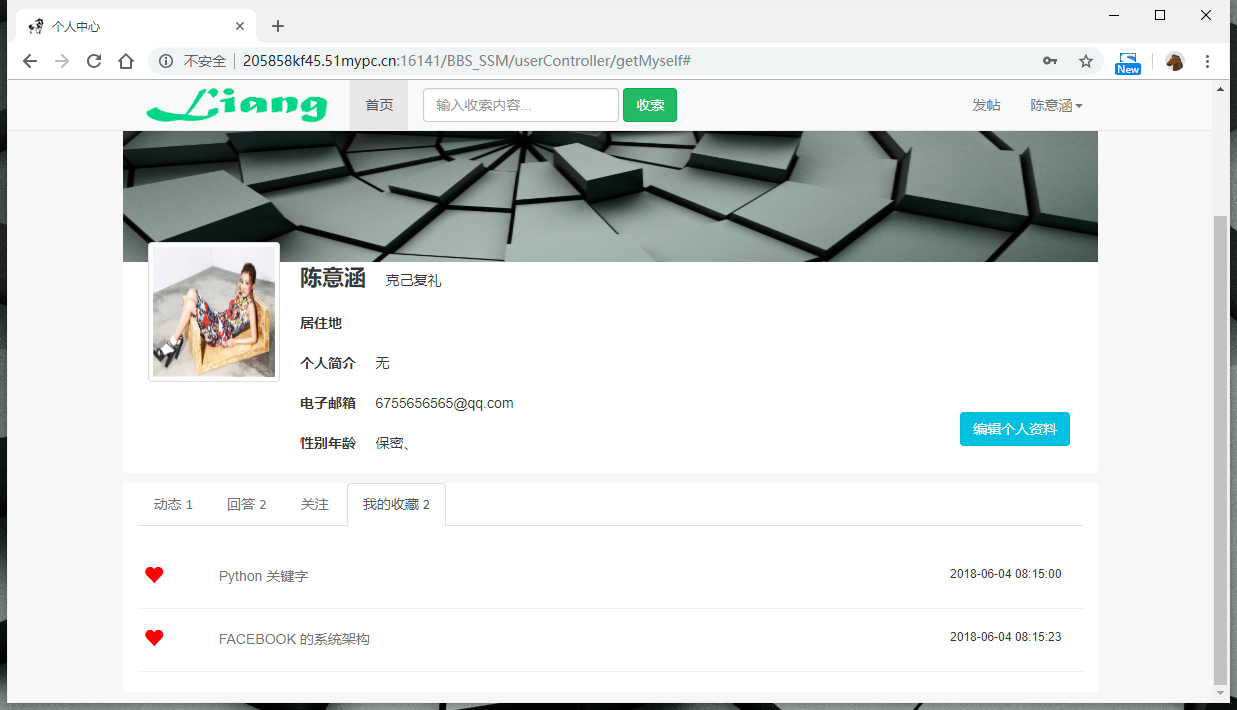 个人中心
不安全 205858kf45.51mypc.cn:16141/BBS_SSM/userController/getMyself#
New
Liang 首页 输入收索内容... 收索 发帖 陈意涵
陈意涵 克己复礼
居住地
个人简介 无
电子邮箱 6755656565@qq.com
性别年龄 保密、
编辑个人资料
动态 1 回答 2 关注 我的收藏 2
Python 关键字 2018-06-04 08:15:00
FACEBOOK 的系统架构 2018-06-04 08:15:23